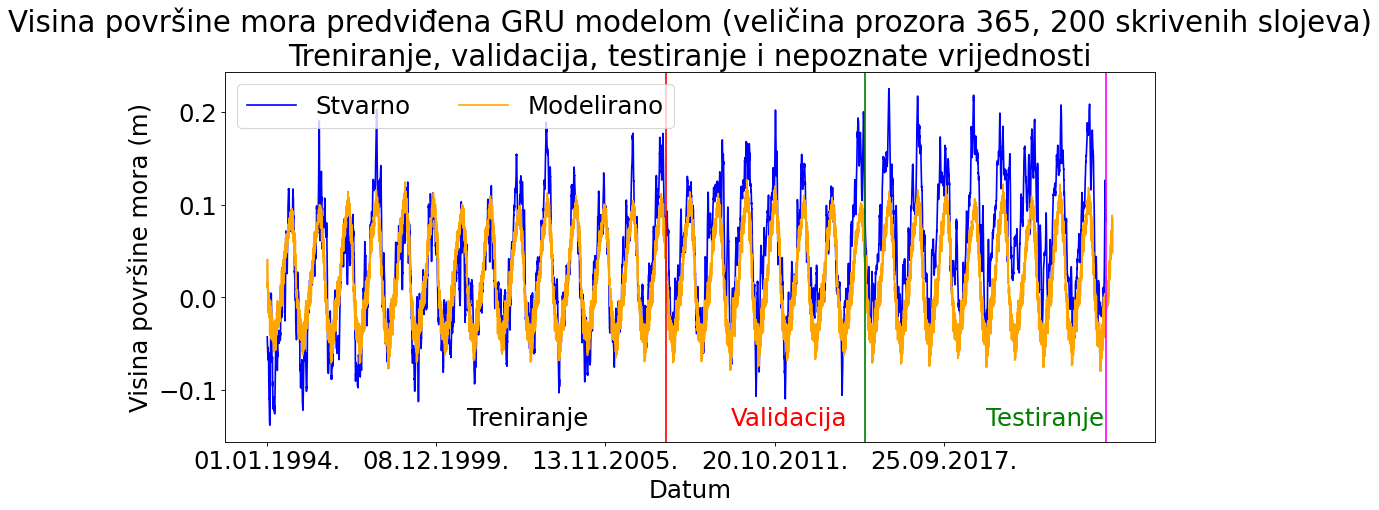 Visina površine mora predviđena GRU modelom (veličina prozora 365, 200 skrivenih slojeva)
Treniranje, validacija, testiranje i nepoznate vrijednosti
Stvarno Modelirano
Visina površine mora (m)
0.2
0.1
0.0
−0.1
Treniranje Validacija Testiranje
01.01.1994. 08.12.1999. 13.11.2005. 20.10.2011. 25.09.2017.
Datum